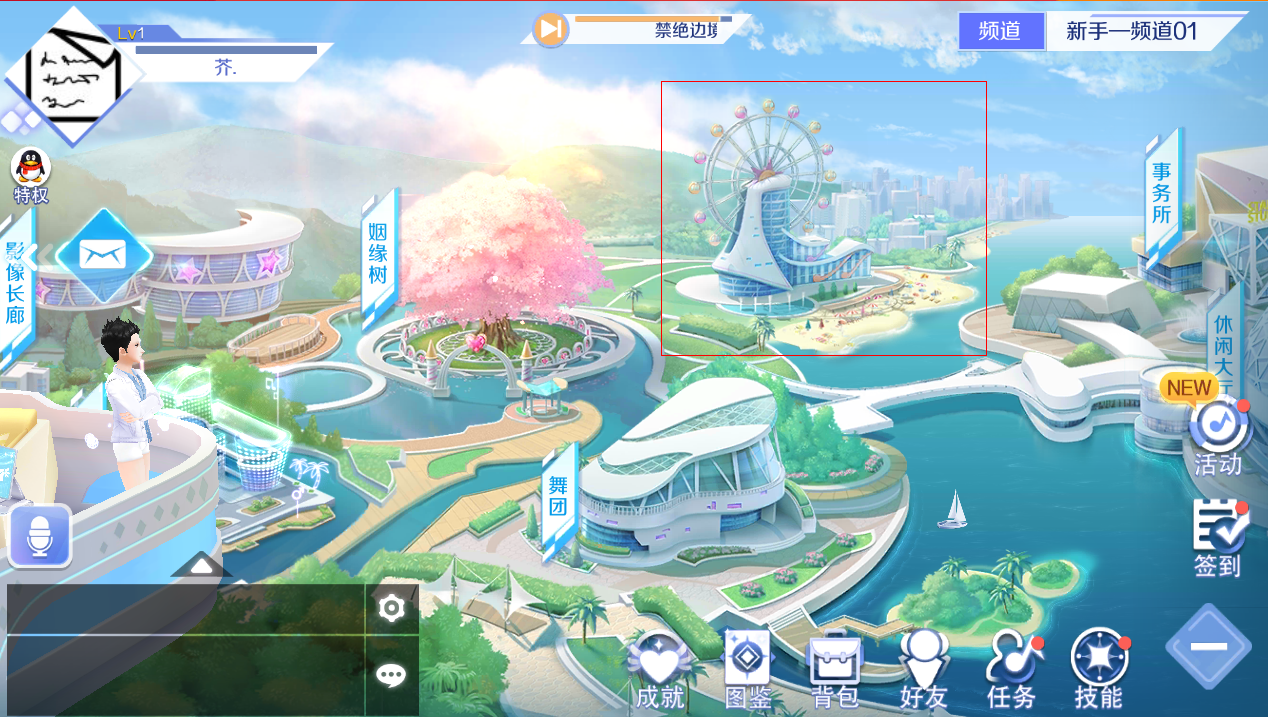 Lv1
芥.
禁绝边境
频道
新手—频道01
特权
影像长廊
姻缘树
事务所
休闲大厅
舞团
NEW
活动
签到
成就
图鉴
背包
好友
任务
技能